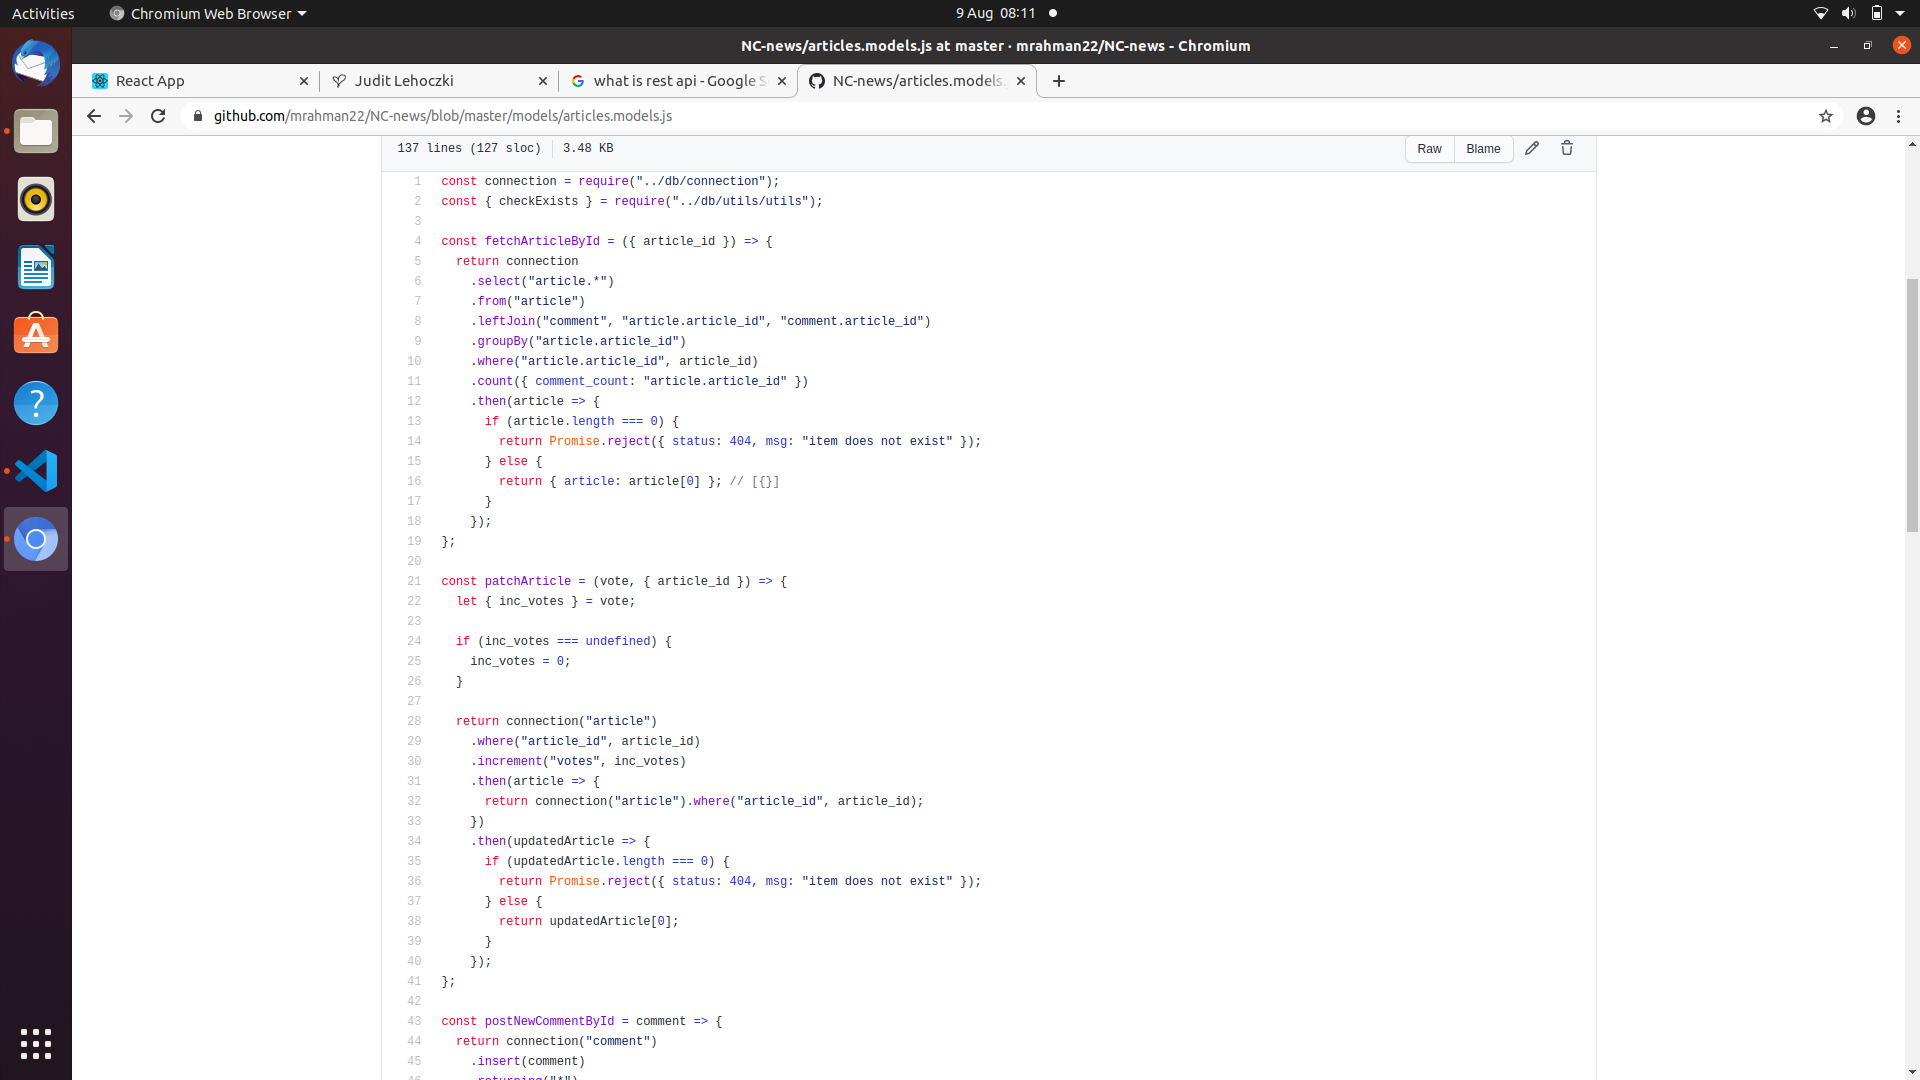 Activities
Chromium Web Browser
9 Aug 08:11
NC-news/articles.models.js at master · mrahman22/NC-news - Chromium
React App
Judit Lehoczki
what is rest api - Google S
NC-news/articles.models.
github.com/mrahman22/NC-news/blob/master/models/articles.models.js
137 lines (127 sloc) 3.48 KB
Raw
Blame
1 const connection = require("../db/connection");
2 const { checkExists } = require("../db/utils/utils");
3
4 const fetchArticleById = ({ article_id }) => {
5   return connection
6     .select("article.*")
7     .from("article")
8     .leftJoin("comment", "article.article_id", "comment.article_id")
9     .groupBy("article.article_id")
10     .where("article.article_id", article_id)
11     .count({ comment_count: "article.article_id" })
12     .then(article => {
13       if (article.length === 0) {
14         return Promise.reject({ status: 404, msg: "item does not exist" });
15       } else {
16         return { article: article[0] }; // [{}]
17       }
18     });
19 };
20
21 const patchArticle = (vote, { article_id }) => {
22   let { inc_votes } = vote;
23
24   if (inc_votes === undefined) {
25     inc_votes = 0;
26   }
27
28   return connection("article")
29     .where("article_id", article_id)
30     .increment("votes", inc_votes)
31     .then(article => {
32       return connection("article").where("article_id", article_id);
33     })
34     .then(updatedArticle => {
35       if (updatedArticle.length === 0) {
36         return Promise.reject({ status: 404, msg: "item does not exist" });
37       } else {
38         return updatedArticle[0];
39       }
40     });
41 };
42
43 const postNewCommentById = comment => {
44   return connection("comment")
45     .insert(comment)
46     .returning("*")